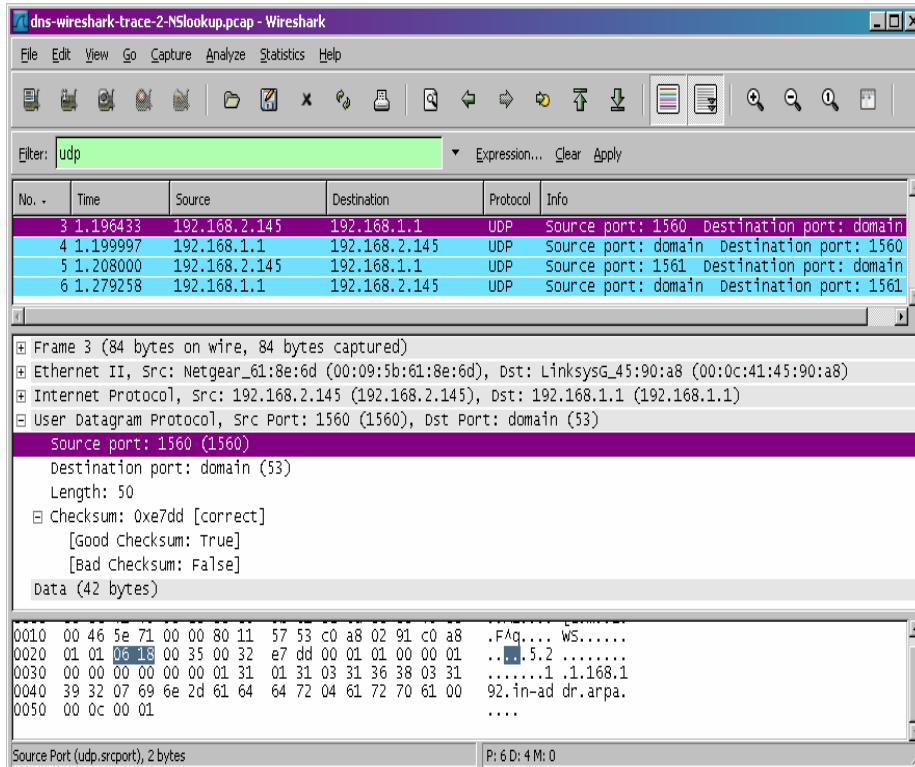 dns-wireshark-trace-2-NSlookup.pcap - Wireshark
File Edit View Go Capture Analyze Statistics Help
Filter: udp Expression... Clear Apply
No. Time Source Destination Protocol Info
3 1.196433 192.168.2.145 192.168.1.1 UDP Source port: 1560 Destination port: domain
4 1.199997 192.168.1.1 192.168.2.145 UDP Source port: domain Destination port: 1560
5 1.208000 192.168.2.145 192.168.1.1 UDP Source port: 1561 Destination port: domain
6 1.279258 192.168.1.1 192.168.2.145 UDP Source port: domain Destination port: 1561
Frame 3 (84 bytes on wire, 84 bytes captured)
Ethernet II, Src: Netgear_61:8e:6d (00:09:5b:61:8e:6d), Dst: LinksysG_45:90:a8 (00:0c:41:45:90:a8)
Internet Protocol, Src: 192.168.2.145 (192.168.2.145), Dst: 192.168.1.1 (192.168.1.1)
User Datagram Protocol, Src Port: 1560 (1560), Dst Port: domain (53)
Source port: 1560 (1560)
Destination port: domain (53)
Length: 50
Checksum: 0xe7dd [correct]
[Good Checksum: True]
[Bad Checksum: False]
Data (42 bytes)
0010 00 46 5e 71 00 00 80 11 57 53 c0 a8 02 91 c0 a8 .F^q.... WS......
0020 01 01 06 18 00 35 00 32 e7 dd 00 01 01 00 00 01 .....5.2 ........
0030 00 00 00 00 00 00 01 31 01 31 03 31 36 38 03 31 .......1 .1.168.1
0040 39 32 07 69 6e 2d 61 64 64 72 04 61 72 70 61 00 92.in-ad dr.arpa.
0050 00 0c 00 01 ....
Source Port (udp.srcport), 2 bytes P: 6 D: 4 M: 0